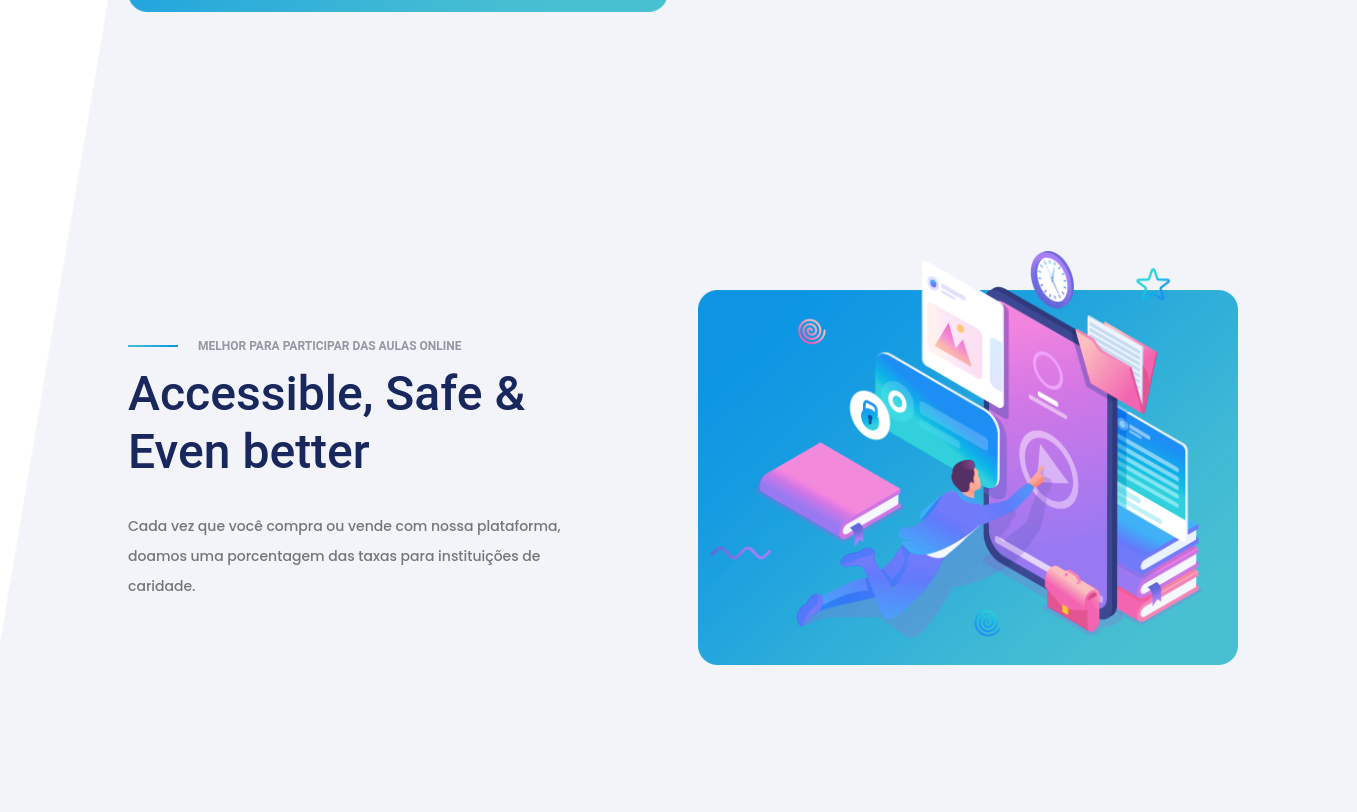 MELHOR PARA PARTICIPAR DAS AULAS ONLINE
Accessible, Safe &
Even better
Cada vez que você compra ou vende com nossa plataforma,
doamos uma porcentagem das taxas para instituições de
caridade.